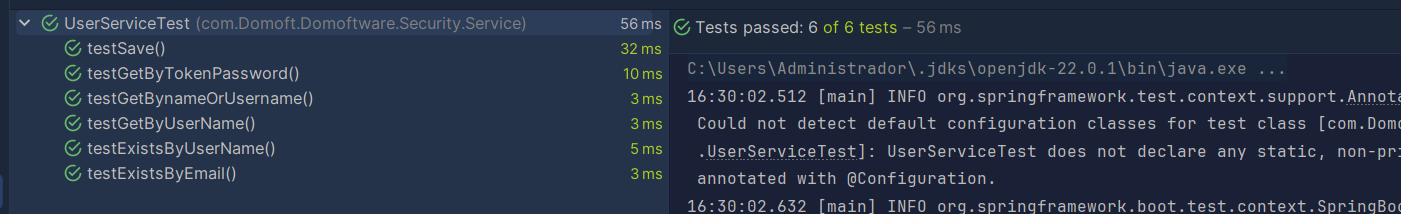 UserServiceTest (com.Domoft.Domoftware.Security.Service) 56 ms
testSave() 32 ms
testGetByTokenPassword() 10 ms
testGetBynameOrUsername() 3 ms
testGetByUserName() 3 ms
testExistsByUserName() 5 ms
testExistsByEmail() 3 ms
Tests passed: 6 of 6 tests – 56 ms
C:\Users\Administrador\.jdks\openjdk-22.0.1\bin\java.exe ...
16:30:02.512 [main] INFO org.springframework.test.context.support.Annota
Could not detect default configuration classes for test class [com.Domo
.UserServiceTest]: UserServiceTest does not declare any static, non-pri
annotated with @Configuration.
16:30:02.632 [main] INFO org.springframework.boot.test.context.SpringBoo